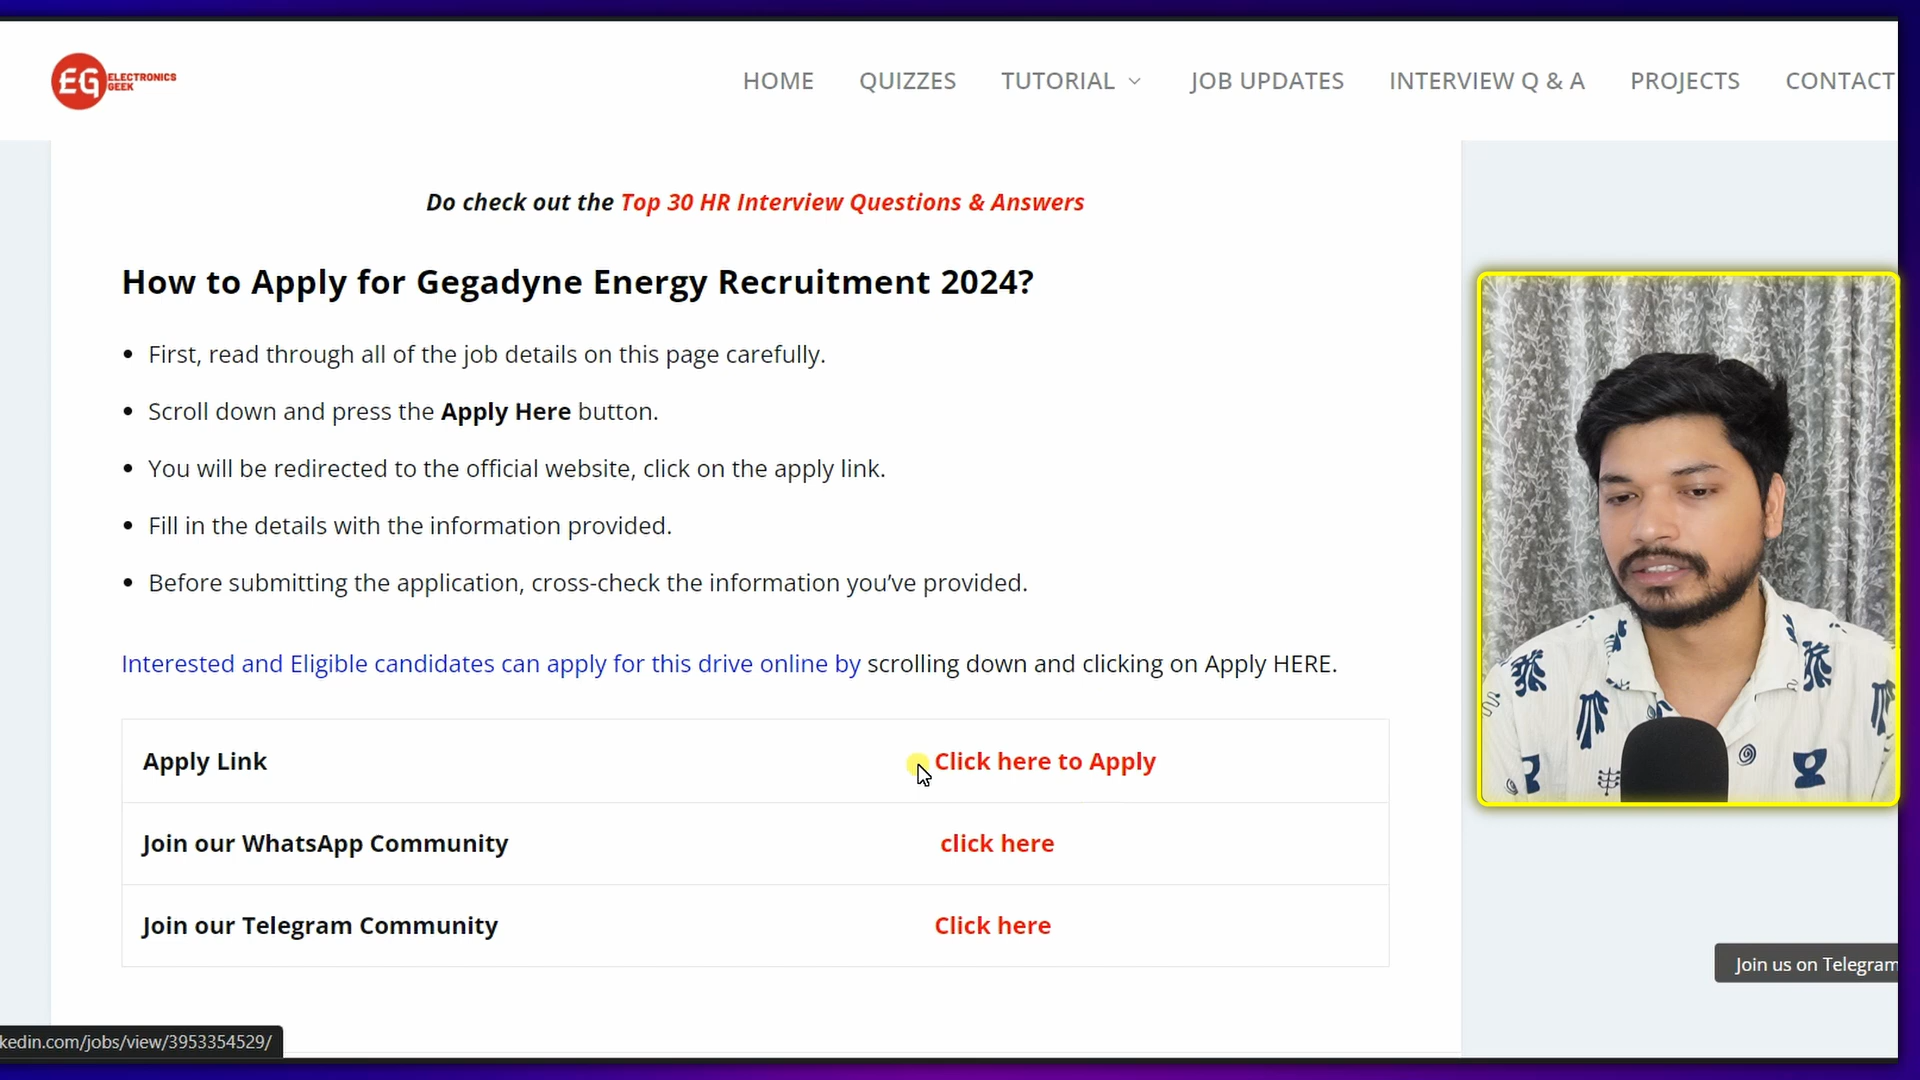 EG ELECTRONICS
GEEK
HOME QUIZZES TUTORIAL JOB UPDATES INTERVIEW Q & A PROJECTS CONTACT
Do check out the Top 30 HR Interview Questions & Answers
How to Apply for Gegadyne Energy Recruitment 2024?
• First, read through all of the job details on this page carefully.
• Scroll down and press the Apply Here button.
• You will be redirected to the official website, click on the apply link.
• Fill in the details with the information provided.
• Before submitting the application, cross-check the information you’ve provided.
Interested and Eligible candidates can apply for this drive online by scrolling down and clicking on Apply HERE.
Apply Link Click here to Apply
Join our WhatsApp Community click here
Join our Telegram Community Click here
Join us on Telegram
kedin.com/jobs/view/3953354529/